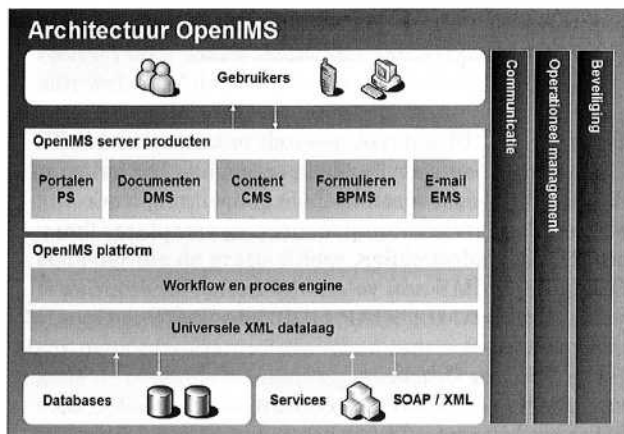 Architectuur OpenIMS
Gebruikers
OpenIMS server producten
Portalen
PS
Documenten
DMS
Content
CMS
Formulieren
BPMS
E-mail
EMS
OpenIMS platform
Workflow en proces engine
Universele XML datalaag
Databases
Services
SOAP / XML
Communicatie
Operationeel management
Beveiliging